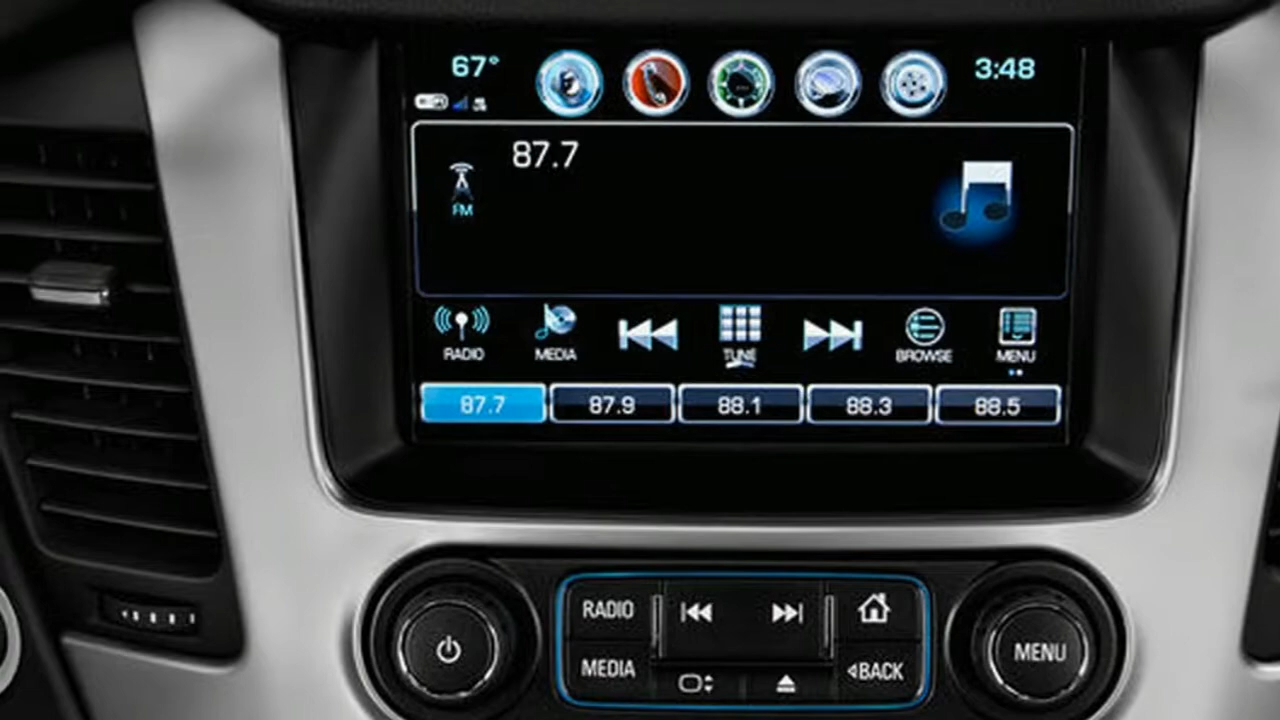 67° 3:48
87.7
FM
RADIO MEDIA TUNE BROWSE MENU
87.7 87.9 88.1 88.3 88.5
RADIO
MEDIA BACK
MENU